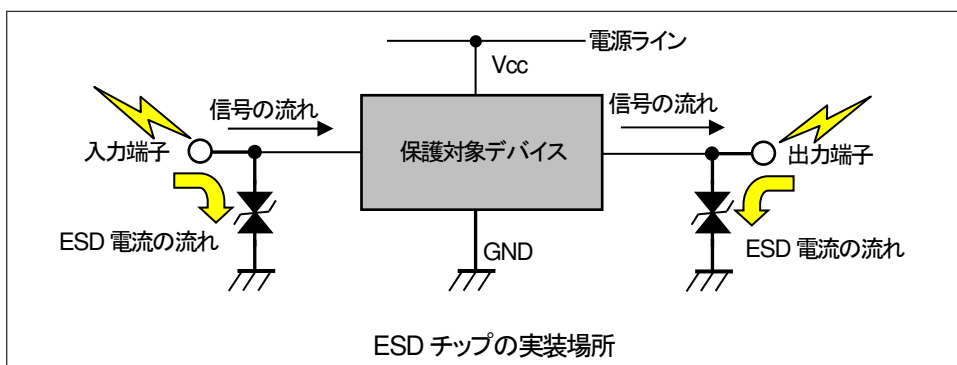 電源ライン
Vcc
信号の流れ
信号の流れ
入力端子
保護対象デバイス
出力端子
ESD 電流の流れ
GND
ESD 電流の流れ
ESD チップの実装場所